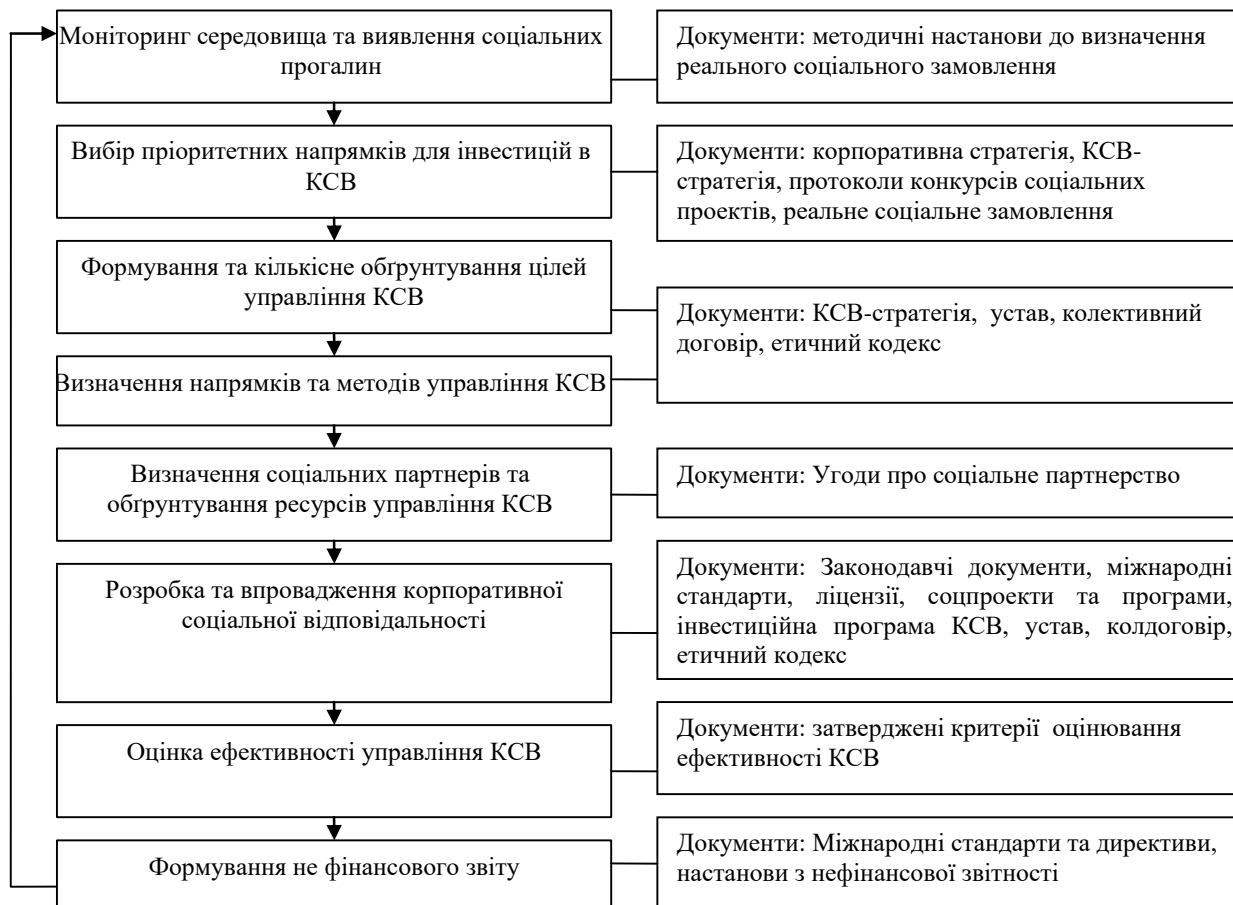 Моніторинг середовища та виявлення соціальних
прогалин
Документи: методичні настанови до визначення
реального соціального замовлення
Вибір пріоритетних напрямків для інвестицій в
КСВ
Документи: корпоративна стратегія, КСВ-
стратегія, протоколи конкурсів соціальних
проектів, реальне соціальне замовлення
Формування та кількісне обґрунтування цілей
управління КСВ
Документи: КСВ-стратегія, устав, колективний
договір, етичний кодекс
Визначення напрямків та методів управління КСВ
Визначення соціальних партнерів та
обґрунтування ресурсів управління КСВ
Документи: Угоди про соціальне партнерство
Розробка та впровадження корпоративної
соціальної відповідальності
Документи: Законодавчі документи, міжнародні
стандарти, ліцензії, соцпроекти та програми,
інвестиційна програма КСВ, устав, колдоговір,
етичний кодекс
Оцінка ефективності управління КСВ
Документи: затверджені критерії оцінювання
ефективності КСВ
Формування не фінансового звіту
Документи: Міжнародні стандарти та директиви,
настанови з нефінансової звітності